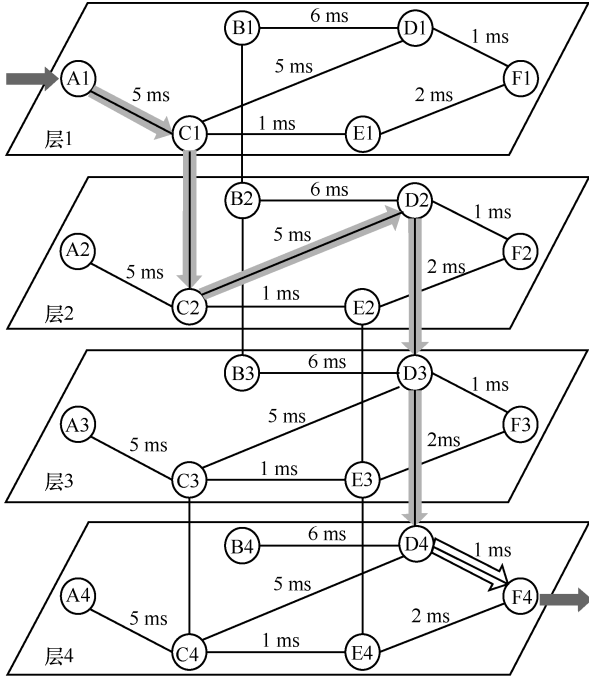 B1
6 ms
D1
1 ms
A1
5 ms
5 ms
F1
2 ms
C1
1 ms
E1
层1
B2
6 ms
D2
1 ms
A2
5 ms
5 ms
F2
2 ms
C2
1 ms
E2
层2
B3
6 ms
D3
1 ms
A3
5 ms
5 ms
F3
2ms
C3
1 ms
E3
层3
B4
6 ms
D4
1 ms
A4
5 ms
5 ms
F4
2 ms
C4
1 ms
E4
层4